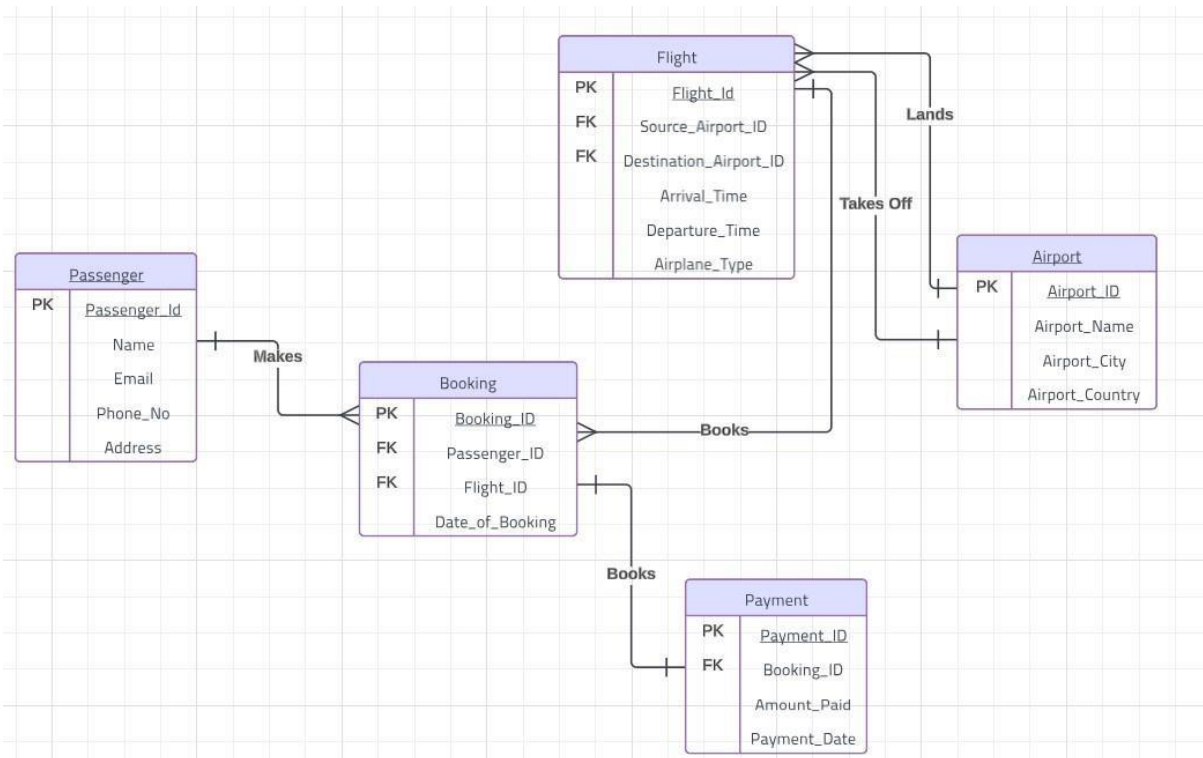 Flight
PK Flight_Id
FK Source_Airport_ID
FK Destination_Airport_ID
Arrival_Time
Departure_Time
Airplane_Type
Lands
Takes Off
Airport
PK Airport_ID
Airport_Name
Airport_City
Airport_Country
Passenger
PK Passenger_Id
Name
Email
Phone_No
Address
Makes
Booking
PK Booking_ID
FK Passenger_ID
FK Flight_ID
Date_of_Booking
Books
Books
Payment
PK Payment_ID
FK Booking_ID
Amount_Paid
Payment_Date